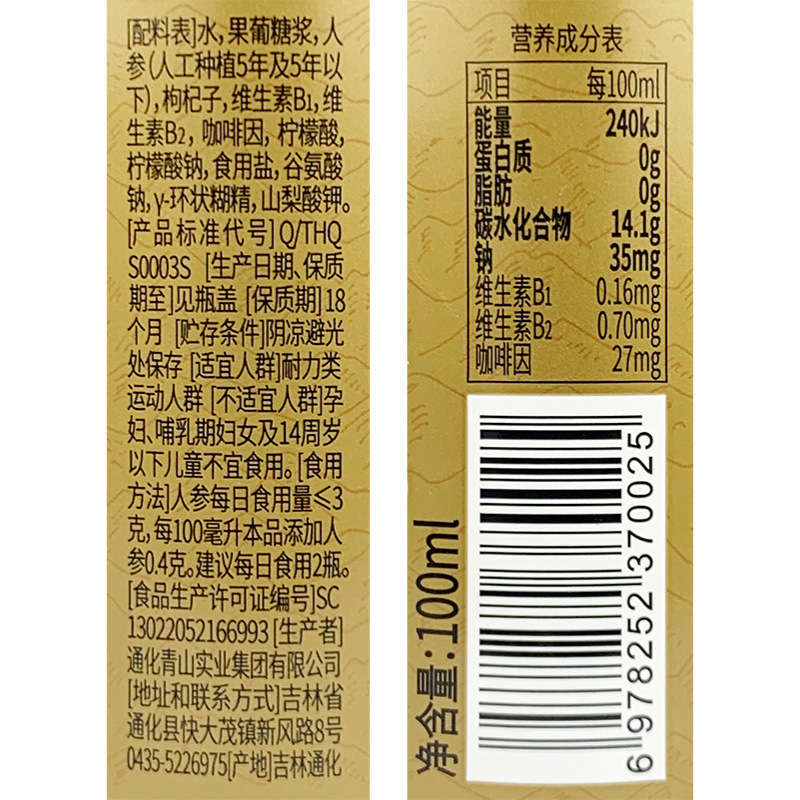 [配料表]水,果葡糖浆,人
参(人工种植5年及5年以
下),枸杞子,维生素B1,维
生素B2,咖啡因,柠檬酸,
柠檬酸钠,食用盐,谷氨酸
钠,γ-环状糊精,山梨酸钾。
[产品标准代号]Q/THQ
S0003S [生产日期、保质
期至]见瓶盖 [保质期]18
个月 [贮存条件]阴凉避光
处保存 [适宜人群]耐力类
运动人群 [不适宜人群]孕
妇、哺乳期妇女及14周岁
以下儿童不宜食用。[食用
方法]人参每日食用量≤3
克,每100毫升本品添加人
参0.4克。建议每日食用2瓶。
[食品生产许可证编号]SC
13022052166993 [生产者]
通化青山实业集团有限公司
[地址和联系方式]吉林省
通化县快大茂镇新风路8号
0435-5226975[产地]吉林通化
营养成分表
项目 每100ml
能量 240kJ
蛋白质 0g
脂肪 0g
碳水化合物 14.1g
钠 35mg
维生素B1 0.16mg
维生素B2 0.70mg
咖啡因 27mg
净含量:100ml
6 978252 370025